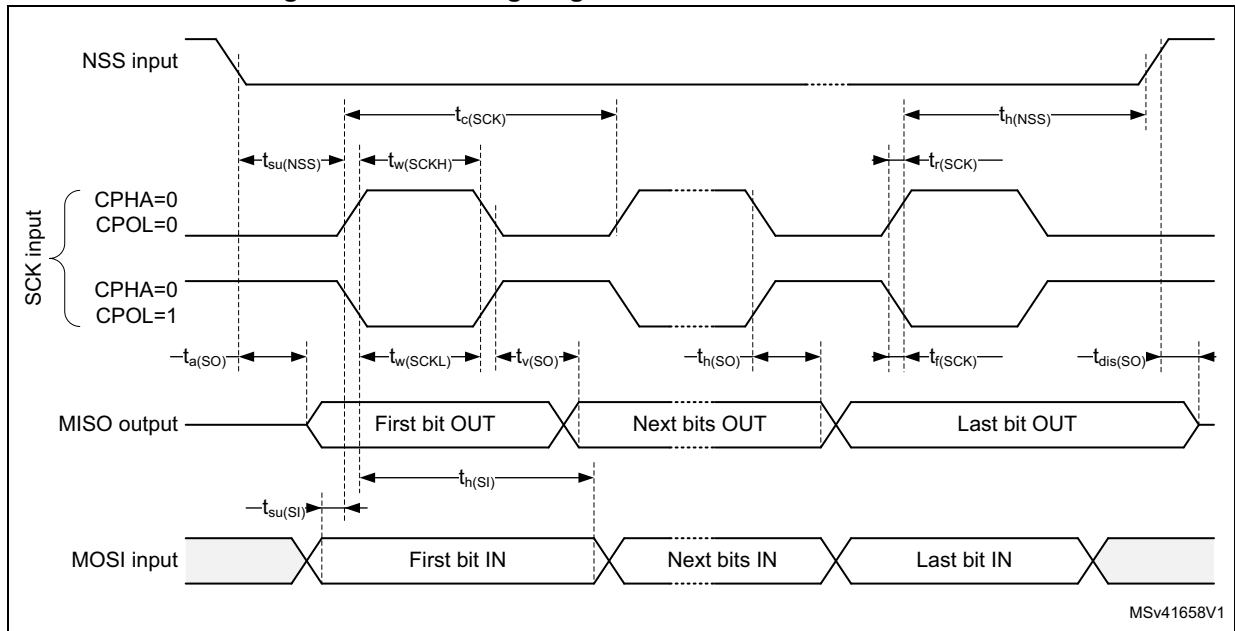 NSS input
tc(SCK)
th(NSS)
tsu(NSS)
tw(SCKH)
tr(SCK)
SCK input
CPHA=0
CPOL=0
CPHA=0
CPOL=1
ta(SO)
tw(SCKL)
tv(SO)
th(SO)
tf(SCK)
tdis(SO)
MISO output
First bit OUT
Next bits OUT
Last bit OUT
th(SI)
tsu(SI)
MOSI input
First bit IN
Next bits IN
Last bit IN
MSv41658V1